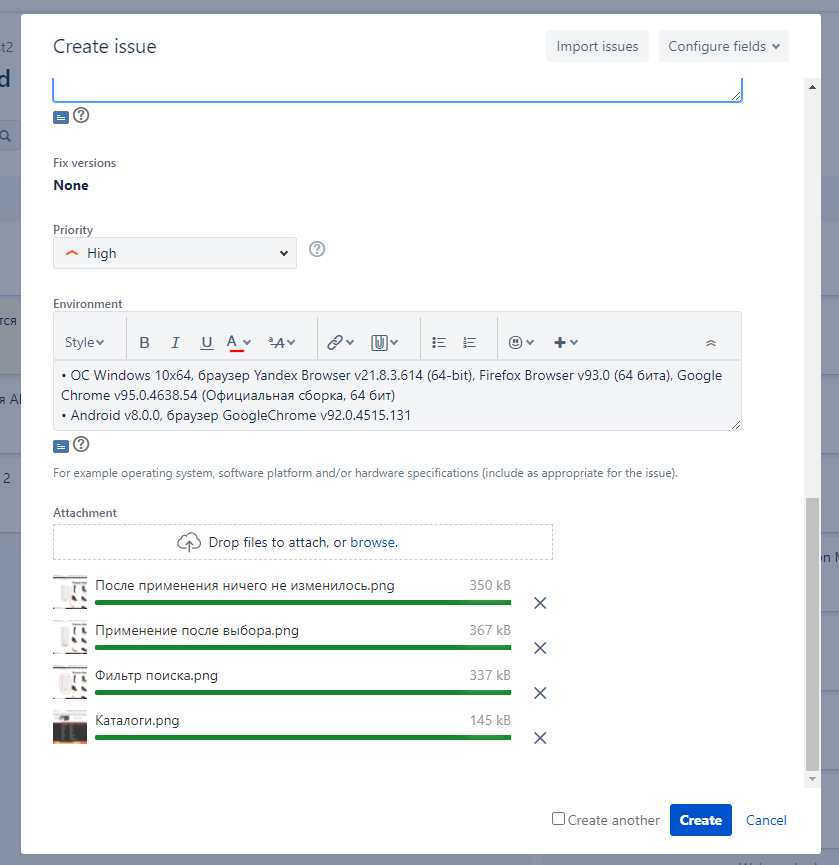 Create issue
Import issues
Configure fields
Fix versions
None
Priority
High
Environment
Style
B I U A ªA
• ОС Windows 10x64, браузер Yandex Browser v21.8.3.614 (64-bit), Firefox Browser v93.0 (64 бита), Google
Chrome v95.0.4638.54 (Официальная сборка, 64 бит)
• Android v8.0.0, браузер GoogleChrome v92.0.4515.131
For example operating system, software platform and/or hardware specifications (include as appropriate for the issue).
Attachment
Drop files to attach, or browse.
После применения ничего не изменилось.png 350 kB
Применение после выбора.png 367 kB
Фильтр поиска.png 337 kB
Каталоги.png 145 kB
Create another
Create
Cancel